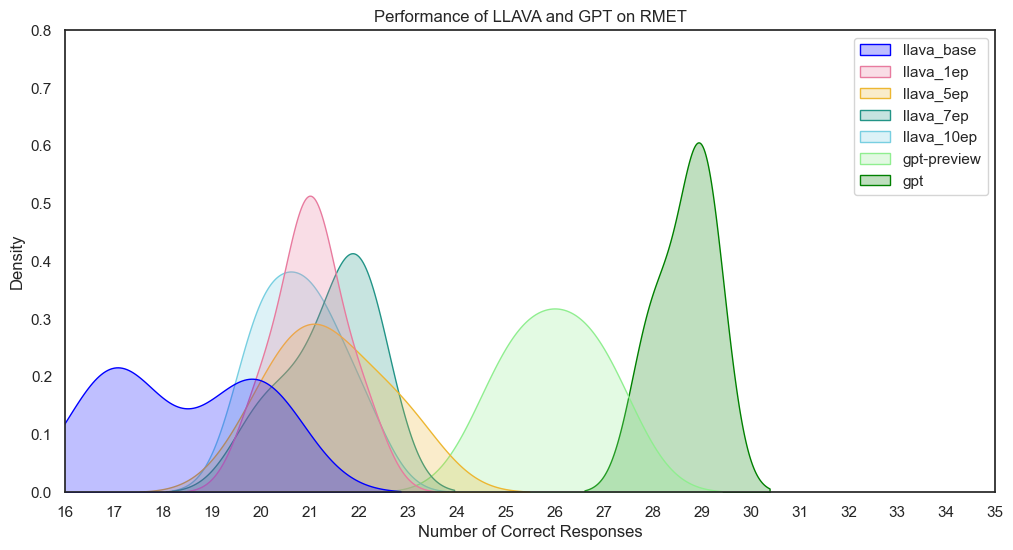 Performance of LLAVA and GPT on RMET
0.8
0.7
0.6
0.5
0.4
0.3
0.2
0.1
0.0
Density
16 17 18 19 20 21 22 23 24 25 26 27 28 29 30 31 32 33 34 35
Number of Correct Responses
llava_base
llava_1ep
llava_5ep
llava_7ep
llava_10ep
gpt-preview
gpt